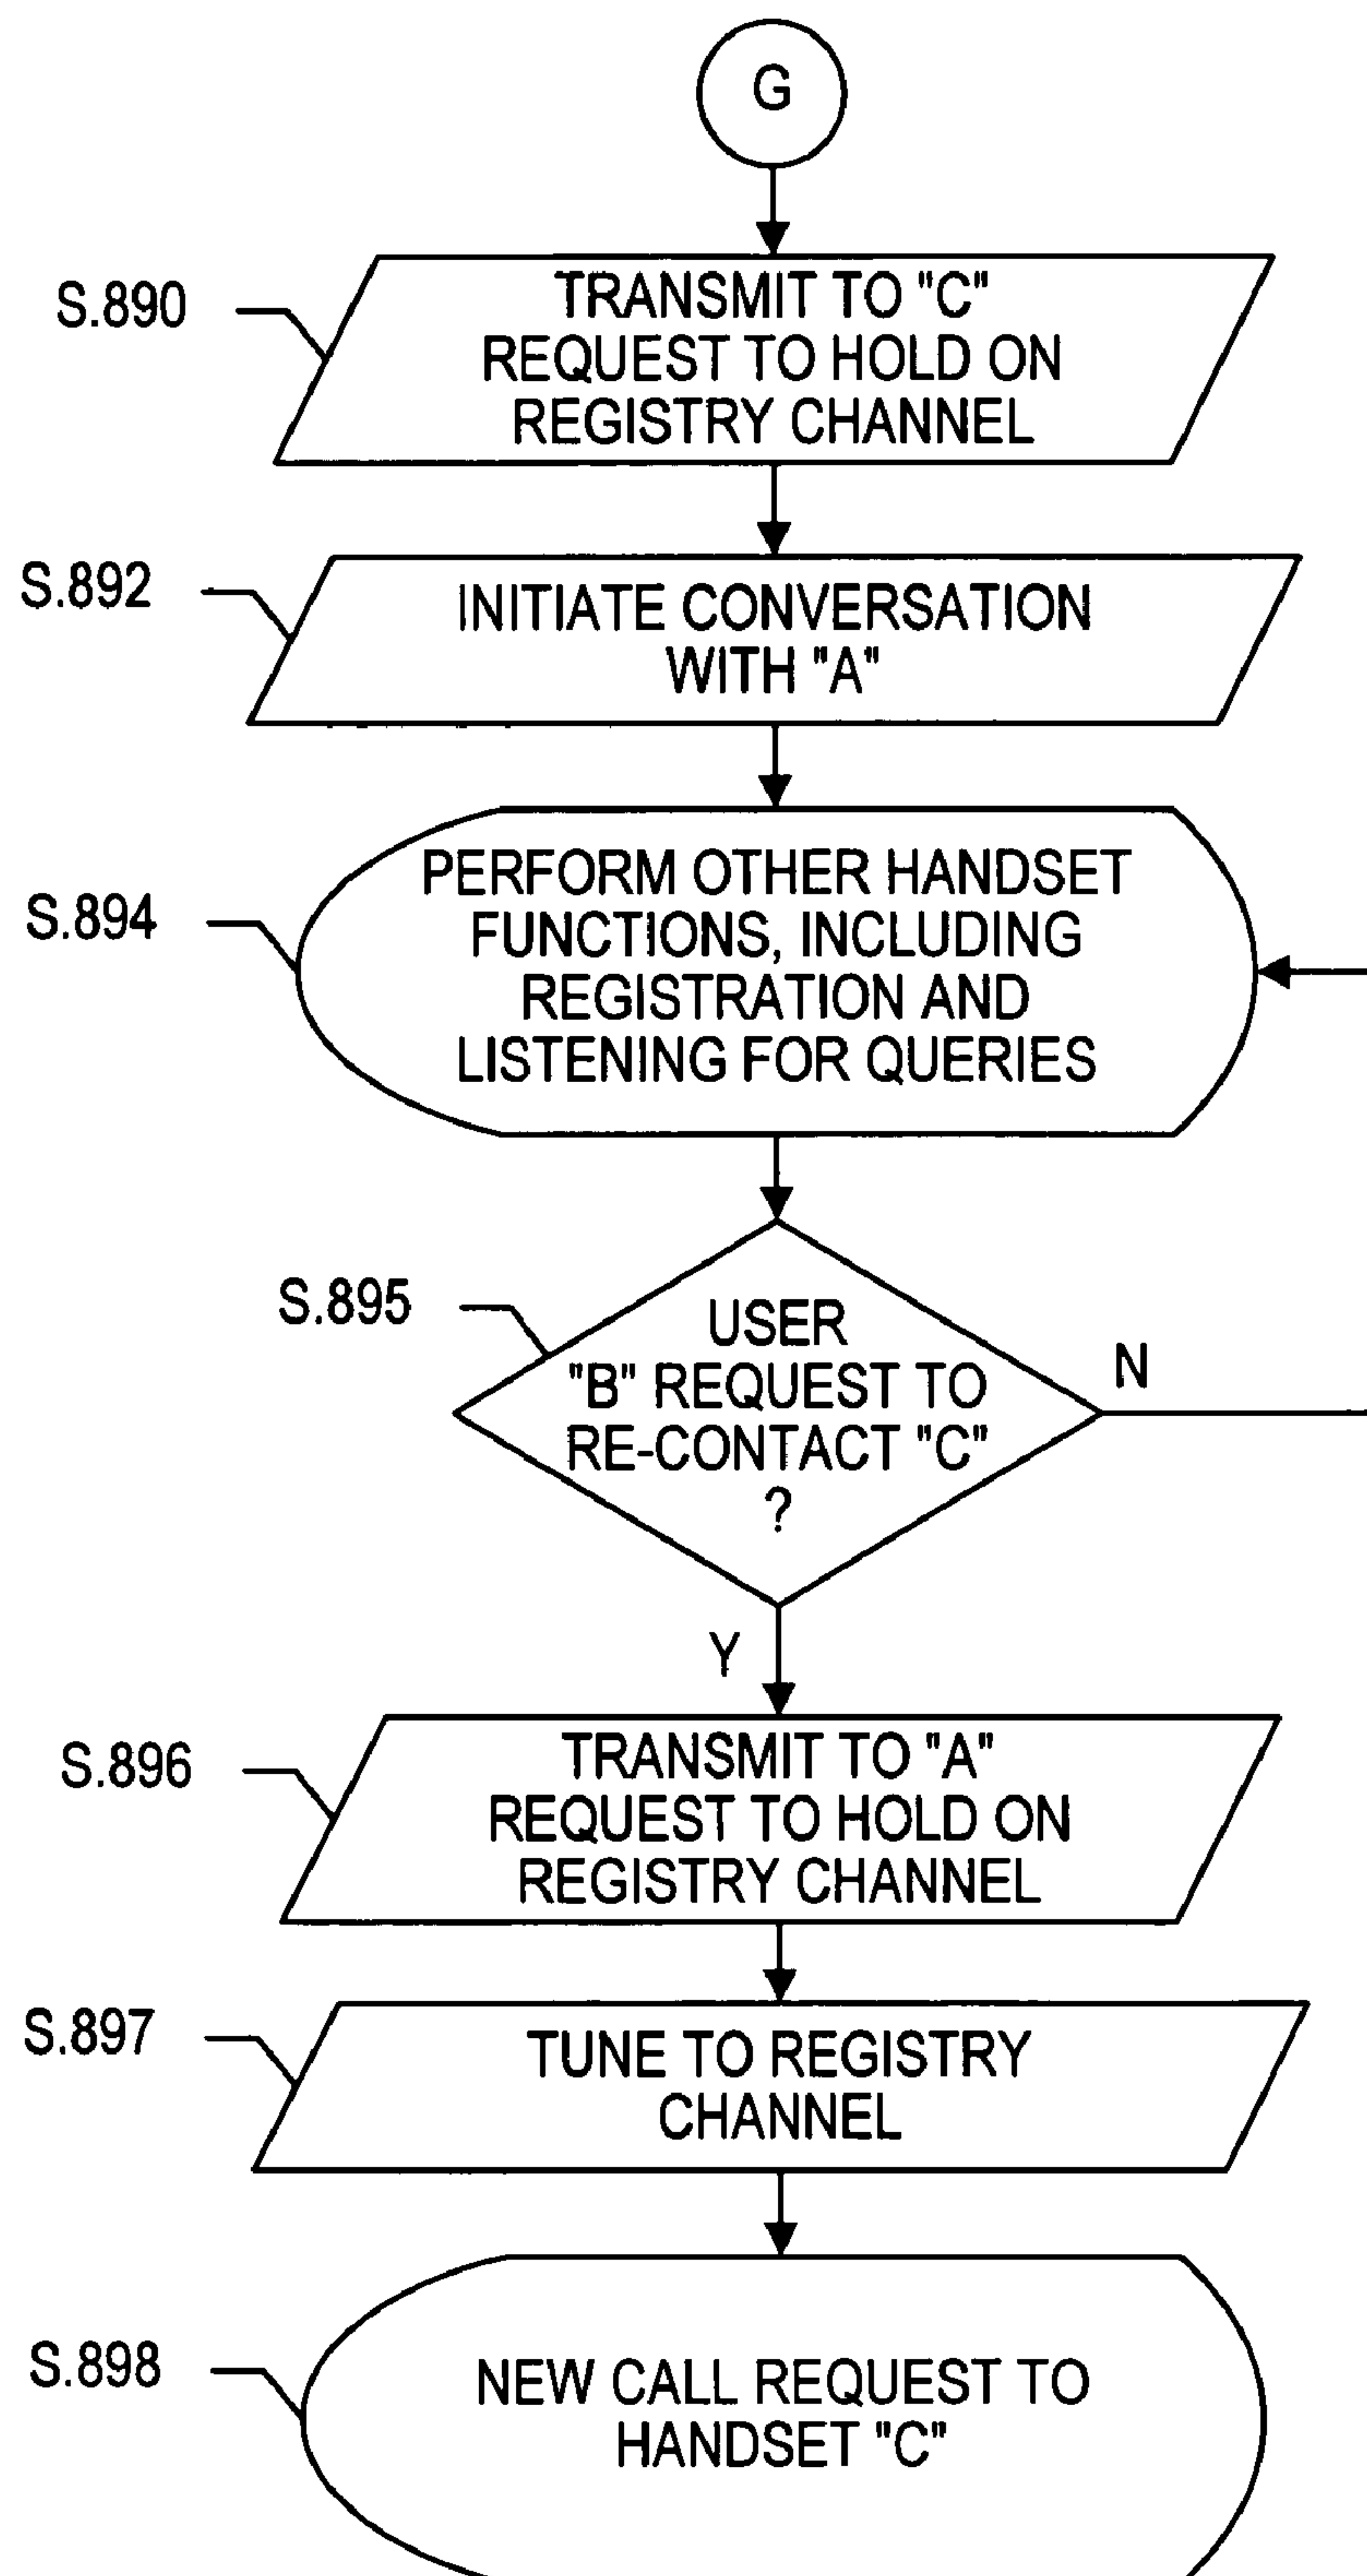 G
S.890
TRANSMIT TO "C"
REQUEST TO HOLD ON
REGISTRY CHANNEL
S.892
INITIATE CONVERSATION
WITH "A"
S.894
PERFORM OTHER HANDSET
FUNCTIONS, INCLUDING
REGISTRATION AND
LISTENING FOR QUERIES
S.895
USER
"B" REQUEST TO
RE-CONTACT "C"
?
N
Y
S.896
TRANSMIT TO "A"
REQUEST TO HOLD ON
REGISTRY CHANNEL
S.897
TUNE TO REGISTRY
CHANNEL
S.898
NEW CALL REQUEST TO
HANDSET "C"